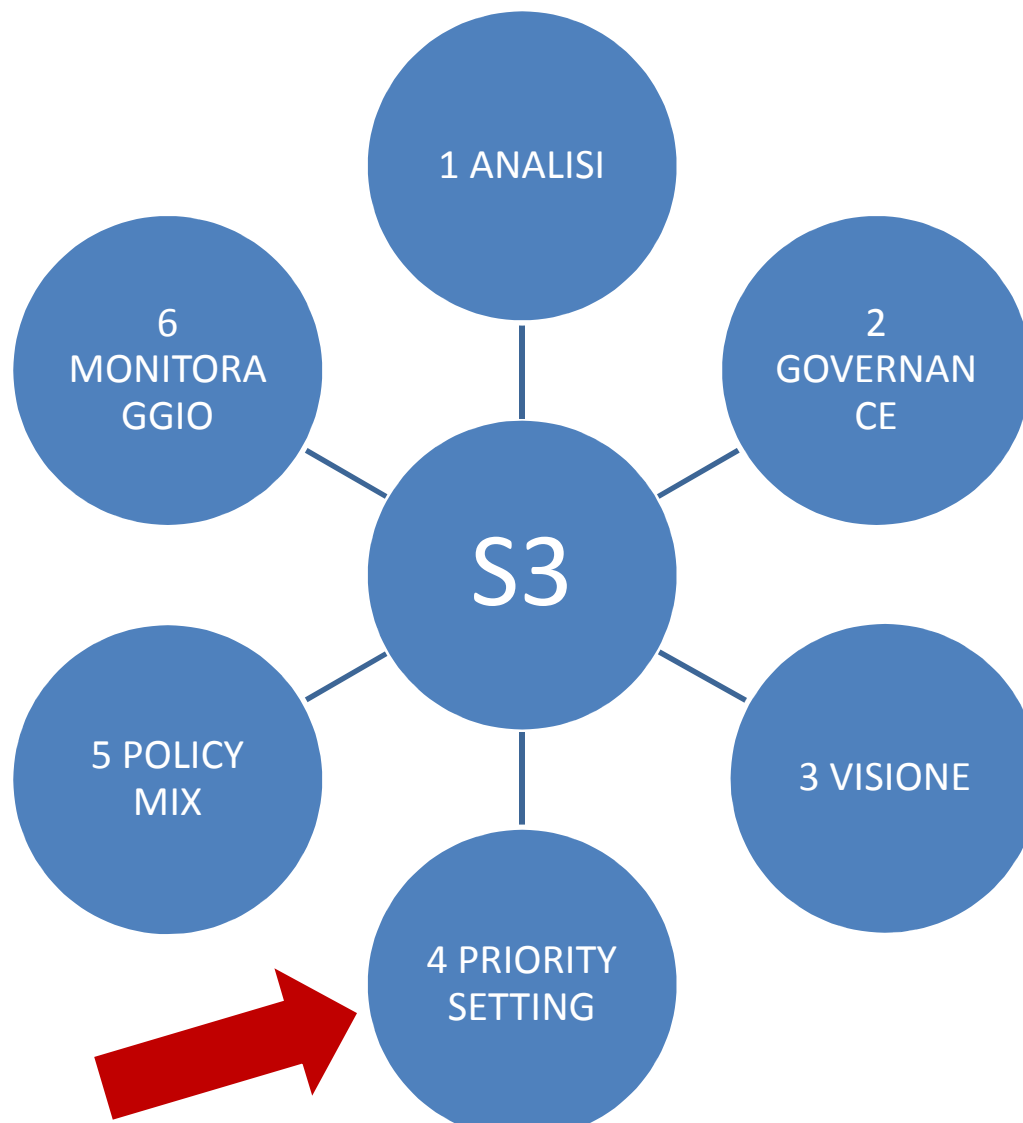 1 ANALISI
2
GOVERNAN
CE
3 VISIONE
4 PRIORITY
SETTING
5 POLICY
MIX
6
MONITORA
GGIO
S3